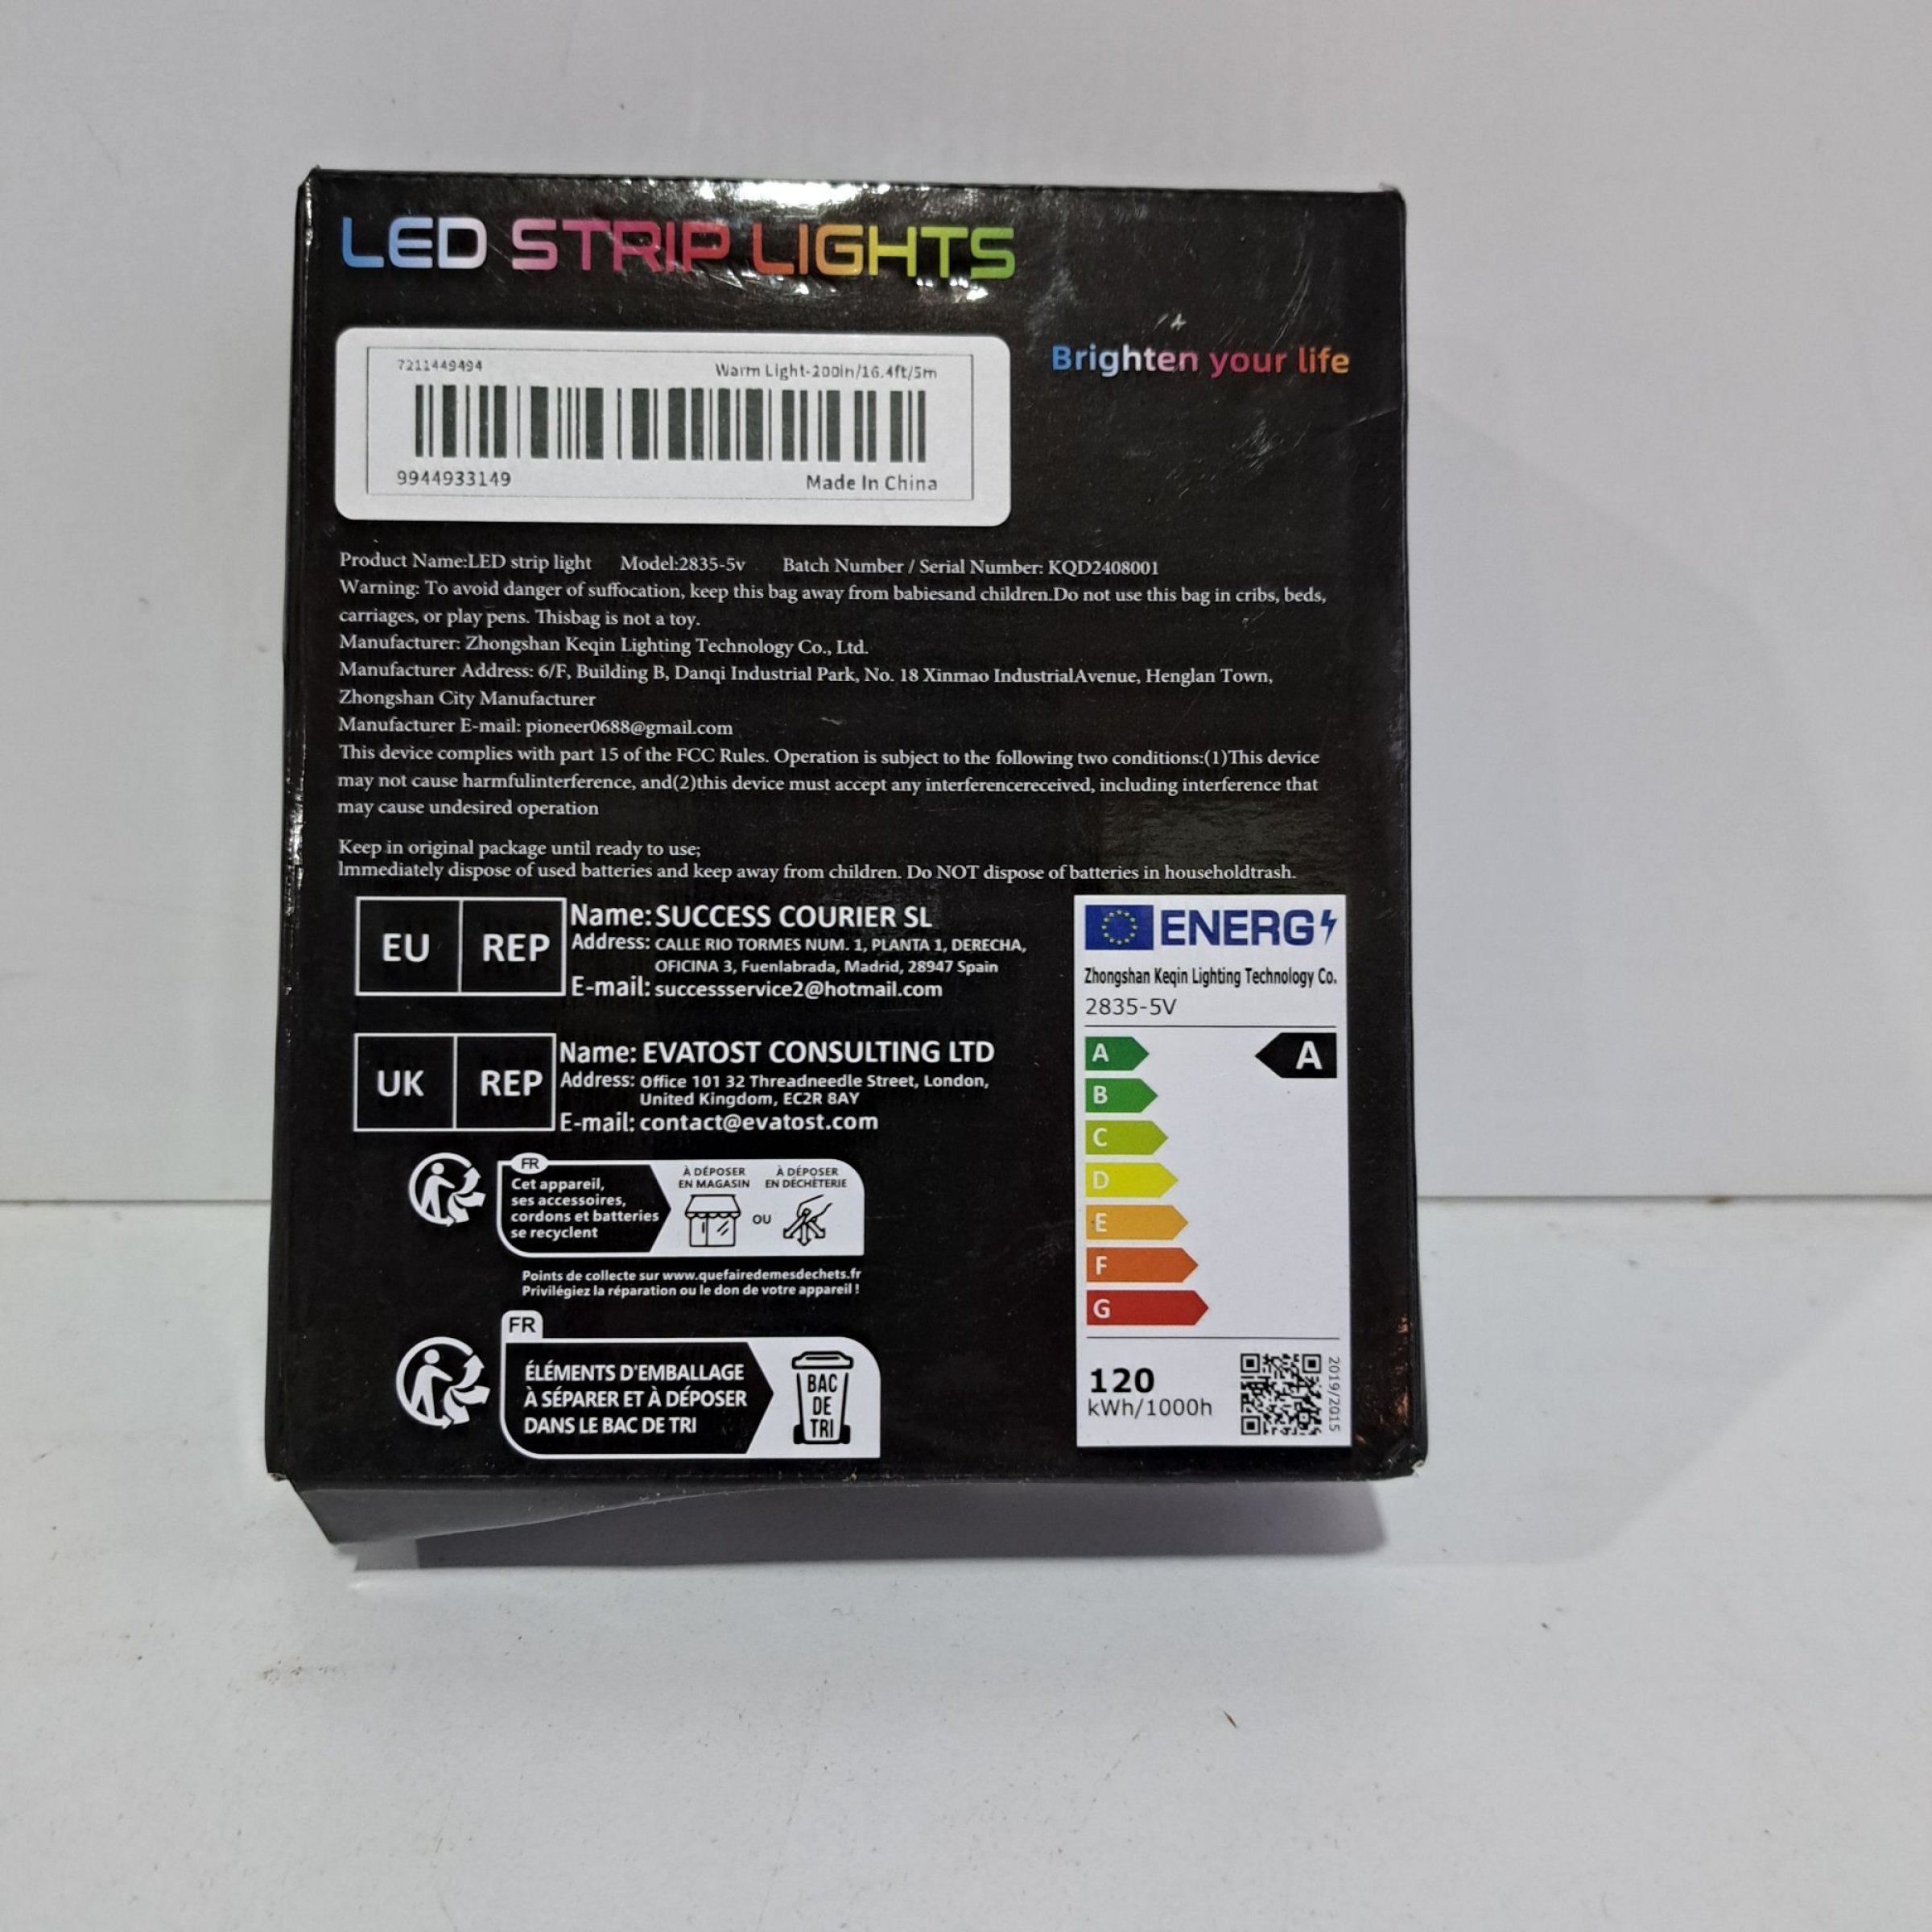 LED STRIP LIGHTS
Brighten your life
7211449494 Warm Light-200in/16.4ft/5m
9944933149 Made In China
Product Name:LED strip light Model:2835-5v Batch Number / Serial Number: KQD2408001
Warning: To avoid danger of suffocation, keep this bag away from babiesand children.Do not use this bag in cribs, beds,
carriages, or play pens. Thisbag is not a toy.
Manufacturer: Zhongshan Keqin Lighting Technology Co., Ltd.
Manufacturer Address: 6/F, Building B, Danqi Industrial Park, No. 18 Xinmao IndustrialAvenue, Henglan Town,
Zhongshan City Manufacturer
Manufacturer E-mail: pioneer0688@gmail.com
This device complies with part 15 of the FCC Rules. Operation is subject to the following two conditions:(1)This device
may not cause harmfulinterference, and(2)this device must accept any interferencereceived, including interference that
may cause undesired operation
Keep in original package until ready to use;
lmmediately dispose of used batteries and keep away from children. Do NOT dispose of batteries in householdtrash.
EU REP
Name: SUCCESS COURIER SL
Address: CALLE RIO TORMES NUM. 1, PLANTA 1, DERECHA,
OFICINA 3, Fuenlabrada, Madrid, 28947 Spain
E-mail: successservice2@hotmail.com
UK REP
Name: EVATOST CONSULTING LTD
Address: Office 101 32 Threadneedle Street, London,
United Kingdom, EC2R 8AY
E-mail: contact@evatost.com
FR
Cet appareil,
ses accessoires,
cordons et batteries
se recyclent
À DÉPOSER
EN MAGASIN
OU
À DÉPOSER
EN DÉCHÈTERIE
Points de collecte sur www.quefairedemesdechets.fr
Privilégiez la réparation ou le don de votre appareil !
FR
ÉLÉMENTS D'EMBALLAGE
À SÉPARER ET À DÉPOSER
DANS LE BAC DE TRI
BAC
DE
TRI
ENERG
Zhongshan Keqin Lighting Technology Co.
2835-5V
A A
B
C
D
E
F
G
120
kWh/1000h
2019/2015